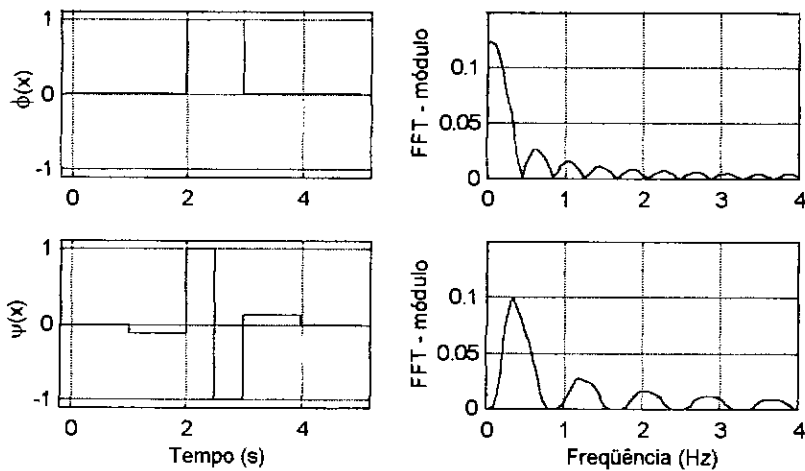 φ(x)
1
0
-1
0 2 4
FFT - módulo
0.1
0.05
0
0 1 2 3 4
ψ(x)
1
0
-1
0 2 4
Tempo (s)
FFT - módulo
0.1
0.05
0
0 1 2 3 4
Freqüência (Hz)